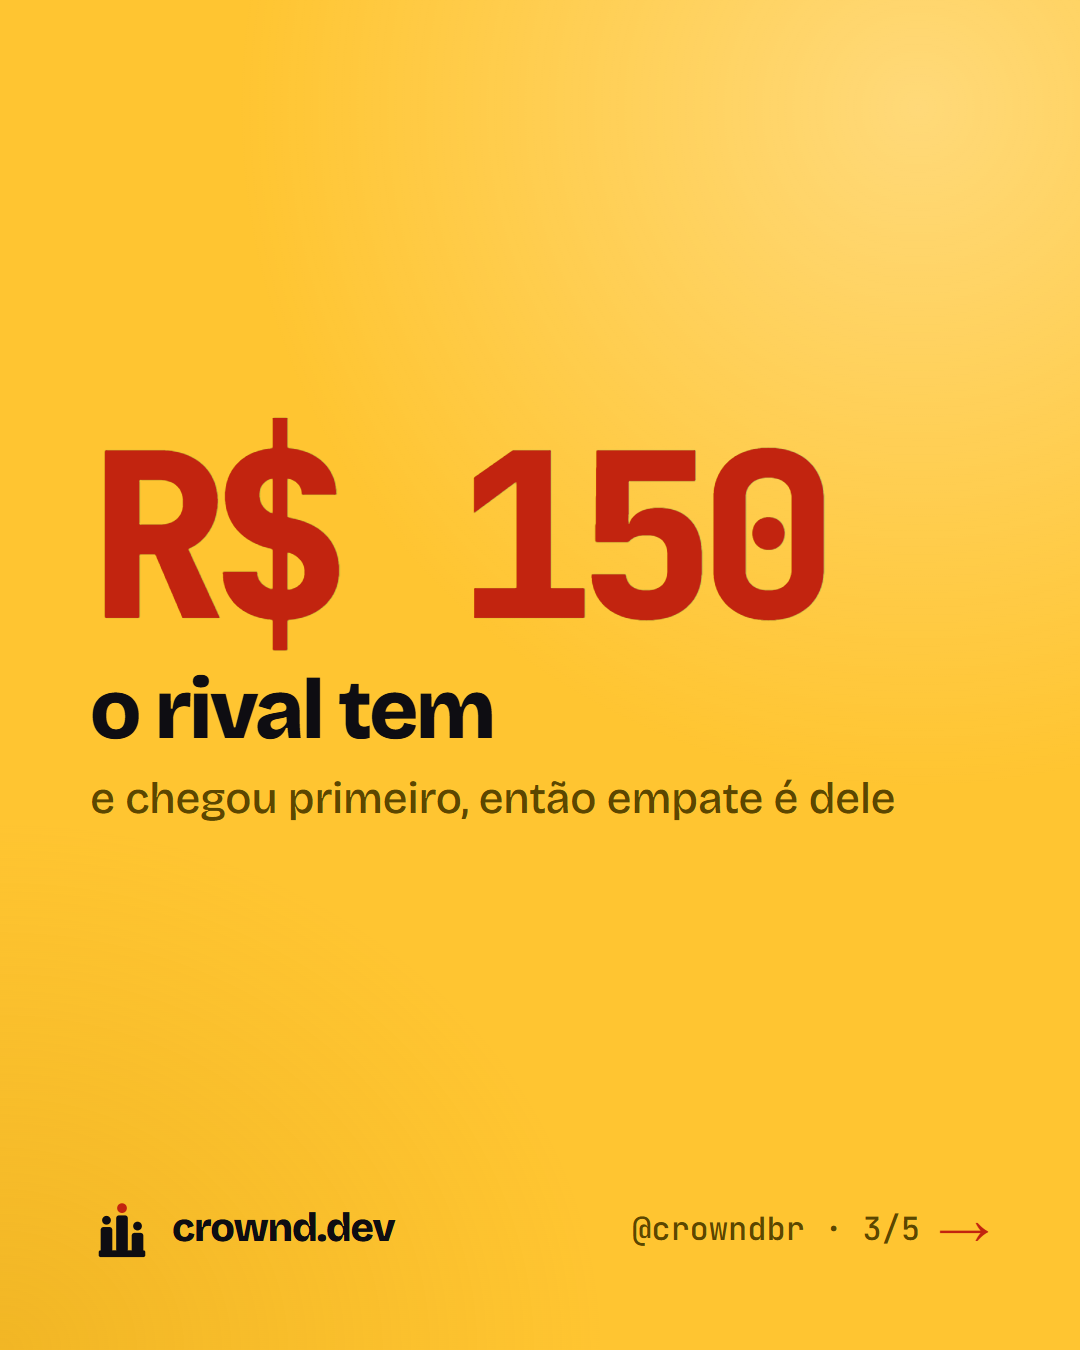 R$ 150
o rival tem
e chegou primeiro, então empate é dele
crownd.dev
@crowndbr · 3/5 →